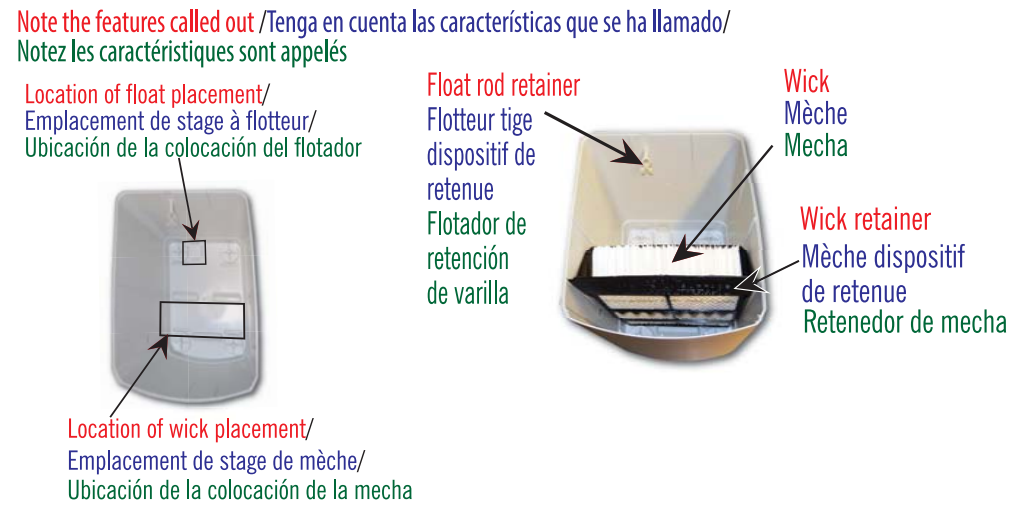 Note the features called out /Tenga en cuenta las características que se ha llamado/
Notez les caractéristiques sont appelés
Location of float placement/
Emplacement de stage à flotteur/
Ubicación de la colocación del flotador
Location of wick placement/
Emplacement de stage de mèche/
Ubicación de la colocación de la mecha
Float rod retainer
Flotteur tige
dispositif de
retenue
Flotador de
retención
de varilla
Wick
Mèche
Mecha
Wick retainer
Mèche dispositif
de retenue
Retenedor de mecha